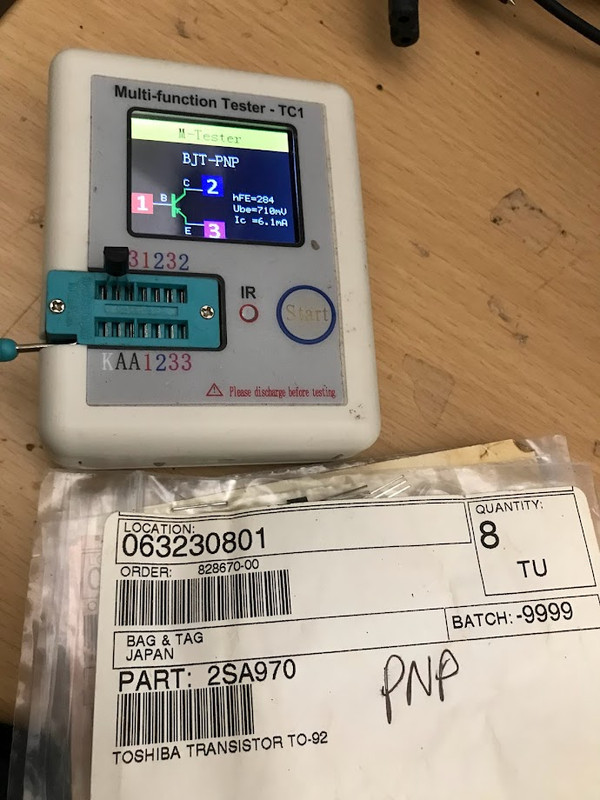 Multi-function Tester - TC1
M-Tester
BJT-PNP
C 2
1 B
hFE=284
Ube=710mV
Ic =6.1mA
E 3
31232
IR
Start
KAA1233
Please discharge before testing
LOCATION:
063230801
QUANTITY:
8
TU
ORDER: 828670-00
BATCH: -9999
BAG & TAG
JAPAN
PART: 2SA970
PNP
TOSHIBA TRANSISTOR TO-92